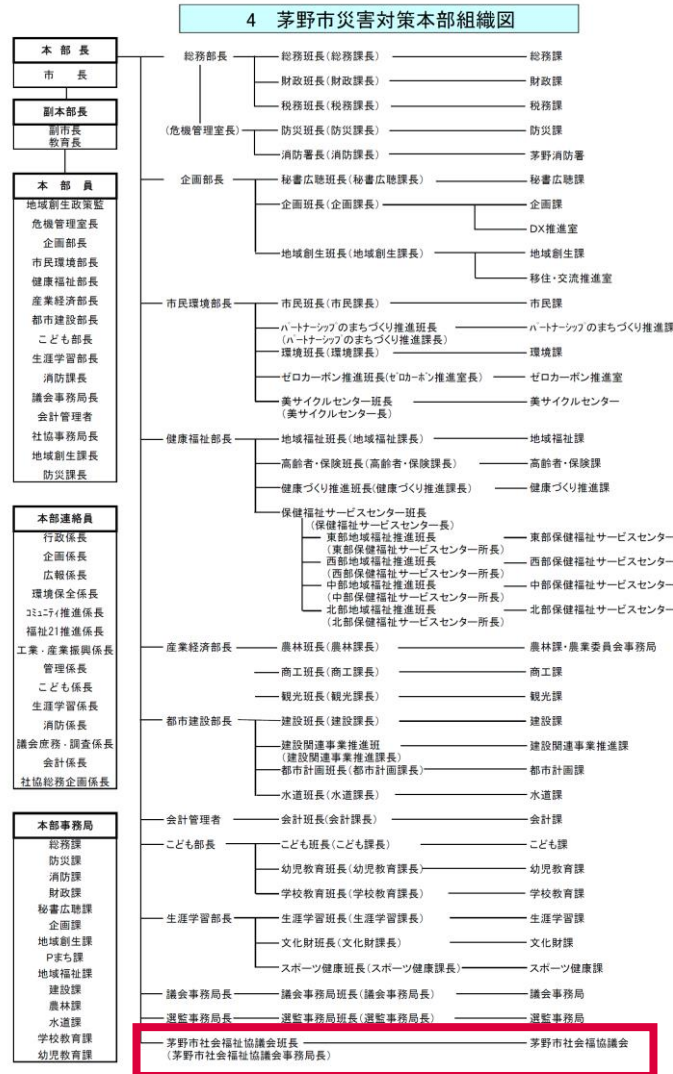 4 茅野市災害対策本部組織図
本部長
市長
副本部長
副市長
教育長
本部員
地域創生政策監
危機管理室長
企画部長
市民環境部長
健康福祉部長
産業経済部長
都市建設部長
こども部長
生涯学習部長
消防課長
議会事務局長
会計管理者
社協事務局長
地域創生課長
防災課長
本部連絡員
行政係長
企画係長
広報係長
環境保全係長
コミュニティ推進係長
福祉21推進係長
工業・産業振興係長
管理係長
こども係長
生涯学習係長
消防係長
議会庶務・調査係長
会計係長
社協総務企画係長
本部事務局
総務課
防災課
消防課
財政課
秘書広聴課
企画課
地域創生課
Pまち課
地域福祉課
建設課
農林課
水道課
学校教育課
幼児教育課
総務部長 総務班長(総務課長) 総務課
財政班長(財政課長) 財政課
税務班長(税務課長) 税務課
(危機管理室長) 防災班長(防災課長) 防災課
消防署長(消防課長) 茅野消防署
企画部長 秘書広聴班長(秘書広聴課長) 秘書広聴課
企画班長(企画課長) 企画課
DX推進室
地域創生班長(地域創生課長) 地域創生課
移住・交流推進室
市民環境部長 市民班長(市民課長) 市民課
パートナーシップのまちづくり推進班長 パートナーシップのまちづくり推進課
(パートナーシップのまちづくり推進課長)
環境班長(環境課長) 環境課
ゼロカーボン推進班長(ゼロカーボン推進室長) ゼロカーボン推進室
美サイクルセンター班長 美サイクルセンター
(美サイクルセンター長)
健康福祉部長 地域福祉班長(地域福祉課長) 地域福祉課
高齢者・保険班長(高齢者・保険課長) 高齢者・保険課
健康づくり推進班長(健康づくり推進課長) 健康づくり推進課
保健福祉サービスセンター班長
(保健福祉サービスセンター長)
東部地域福祉推進班長 東部保健福祉サービスセンター
(東部保健福祉サービスセンター所長)
西部地域福祉推進班長 西部保健福祉サービスセンター
(西部保健福祉サービスセンター所長)
中部地域福祉推進班長 中部保健福祉サービスセンター
(中部保健福祉サービスセンター所長)
北部地域福祉推進班長 北部保健福祉サービスセンター
(北部保健福祉サービスセンター所長)
産業経済部長 農林班長(農林課長) 農林課・農業委員会事務局
商工班長(商工課長) 商工課
観光班長(観光課長) 観光課
都市建設部長 建設班長(建設課長) 建設課
建設関連事業推進班 建設関連事業推進課
(建設関連事業推進課長)
都市計画班長(都市計画課長) 都市計画課
水道班長(水道課長) 水道課
会計管理者 会計班長(会計課長) 会計課
こども部長 こども班長(こども課長) こども課
幼児教育班長(幼児教育課長) 幼児教育課
学校教育班長(学校教育課長) 学校教育課
生涯学習部長 生涯学習班長(生涯学習課長) 生涯学習課
文化財班長(文化財課長) 文化財課
スポーツ健康班長(スポーツ健康課長) スポーツ健康課
議会事務局長 議会事務局班長(議会事務局長) 議会事務局
選監事務局長 選監事務局班長(選監事務局長) 選監事務局
茅野市社会福祉協議会班長 茅野市社会福協議会
(茅野市社会福祉協議会事務局長)